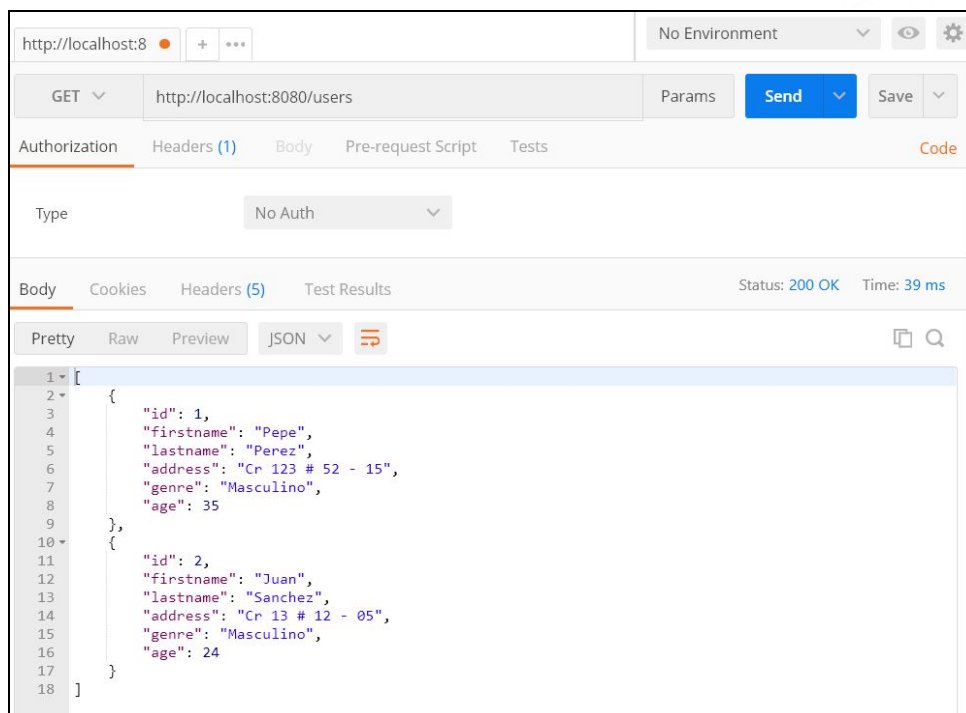 http://localhost:8 + ••• No Environment
GET http://localhost:8080/users Params Send Save
Authorization Headers (1) Body Pre-request Script Tests Code
Type No Auth
Body Cookies Headers (5) Test Results Status: 200 OK Time: 39 ms
Pretty Raw Preview JSON
1 [
2 {
3 "id": 1,
4 "firstname": "Pepe",
5 "lastname": "Perez",
6 "address": "Cr 123 # 52 - 15",
7 "genre": "Masculino",
8 "age": 35
9 },
10 {
11 "id": 2,
12 "firstname": "Juan",
13 "lastname": "Sanchez",
14 "address": "Cr 13 # 12 - 05",
15 "genre": "Masculino",
16 "age": 24
17 }
18 ]